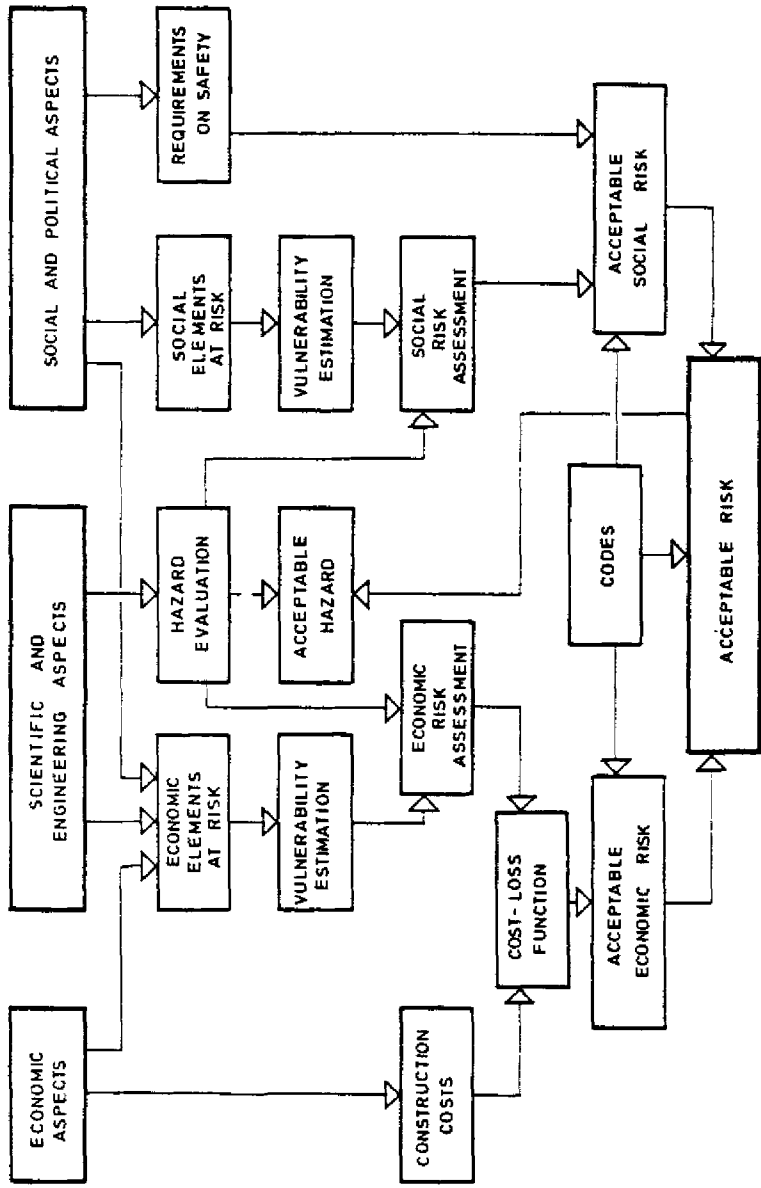 ECONOMIC
ASPECTS
SCIENTIFIC AND
ENGINEERING ASPECTS
SOCIAL AND POLITICAL ASPECTS
ECONOMIC
ELEMENTS
AT RISK
HAZARD
EVALUATION
SOCIAL
ELEMENTS
AT RISK
REQUIREMENTS
ON SAFETY
VULNERABILITY
ESTIMATION
ACCEPTABLE
HAZARD
VULNERABILITY
ESTIMATION
CONSTRUCTION
COSTS
ECONOMIC
RISK
ASSESSMENT
SOCIAL
RISK
ASSESSMENT
COST-LOSS
FUNCTION
CODES
ACCEPTABLE
ECONOMIC RISK
ACCEPTABLE
SOCIAL RISK
ACCEPTABLE RISK